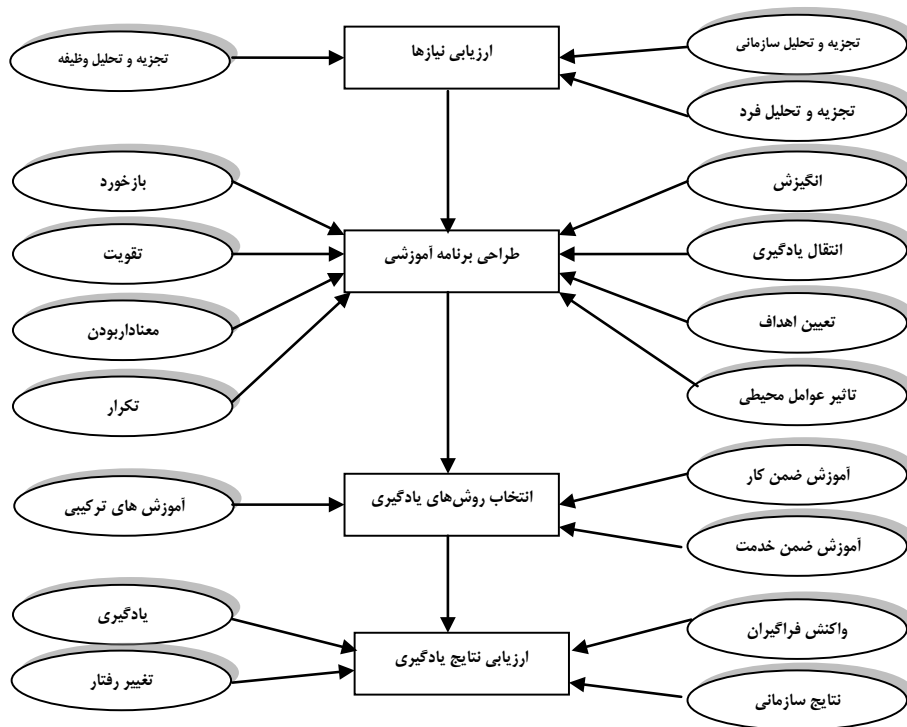 تجزیه و تحلیل سازمانی
ارزیابی نیازها
تجزیه و تحلیل وظیفه
تجزیه و تحلیل فرد
انگیزش
بازخورد
انتقال یادگیری
طراحی برنامه آموزشی
تقویت
تعیین اهداف
معناداربودن
تاثیر عوامل محیطی
تکرار
آموزش ضمن کار
انتخاب روش‌های یادگیری
آموزش های ترکیبی
آموزش ضمن خدمت
واکنش فراگیران
یادگیری
ارزیابی نتایج یادگیری
تغییر رفتار
نتایج سازمانی